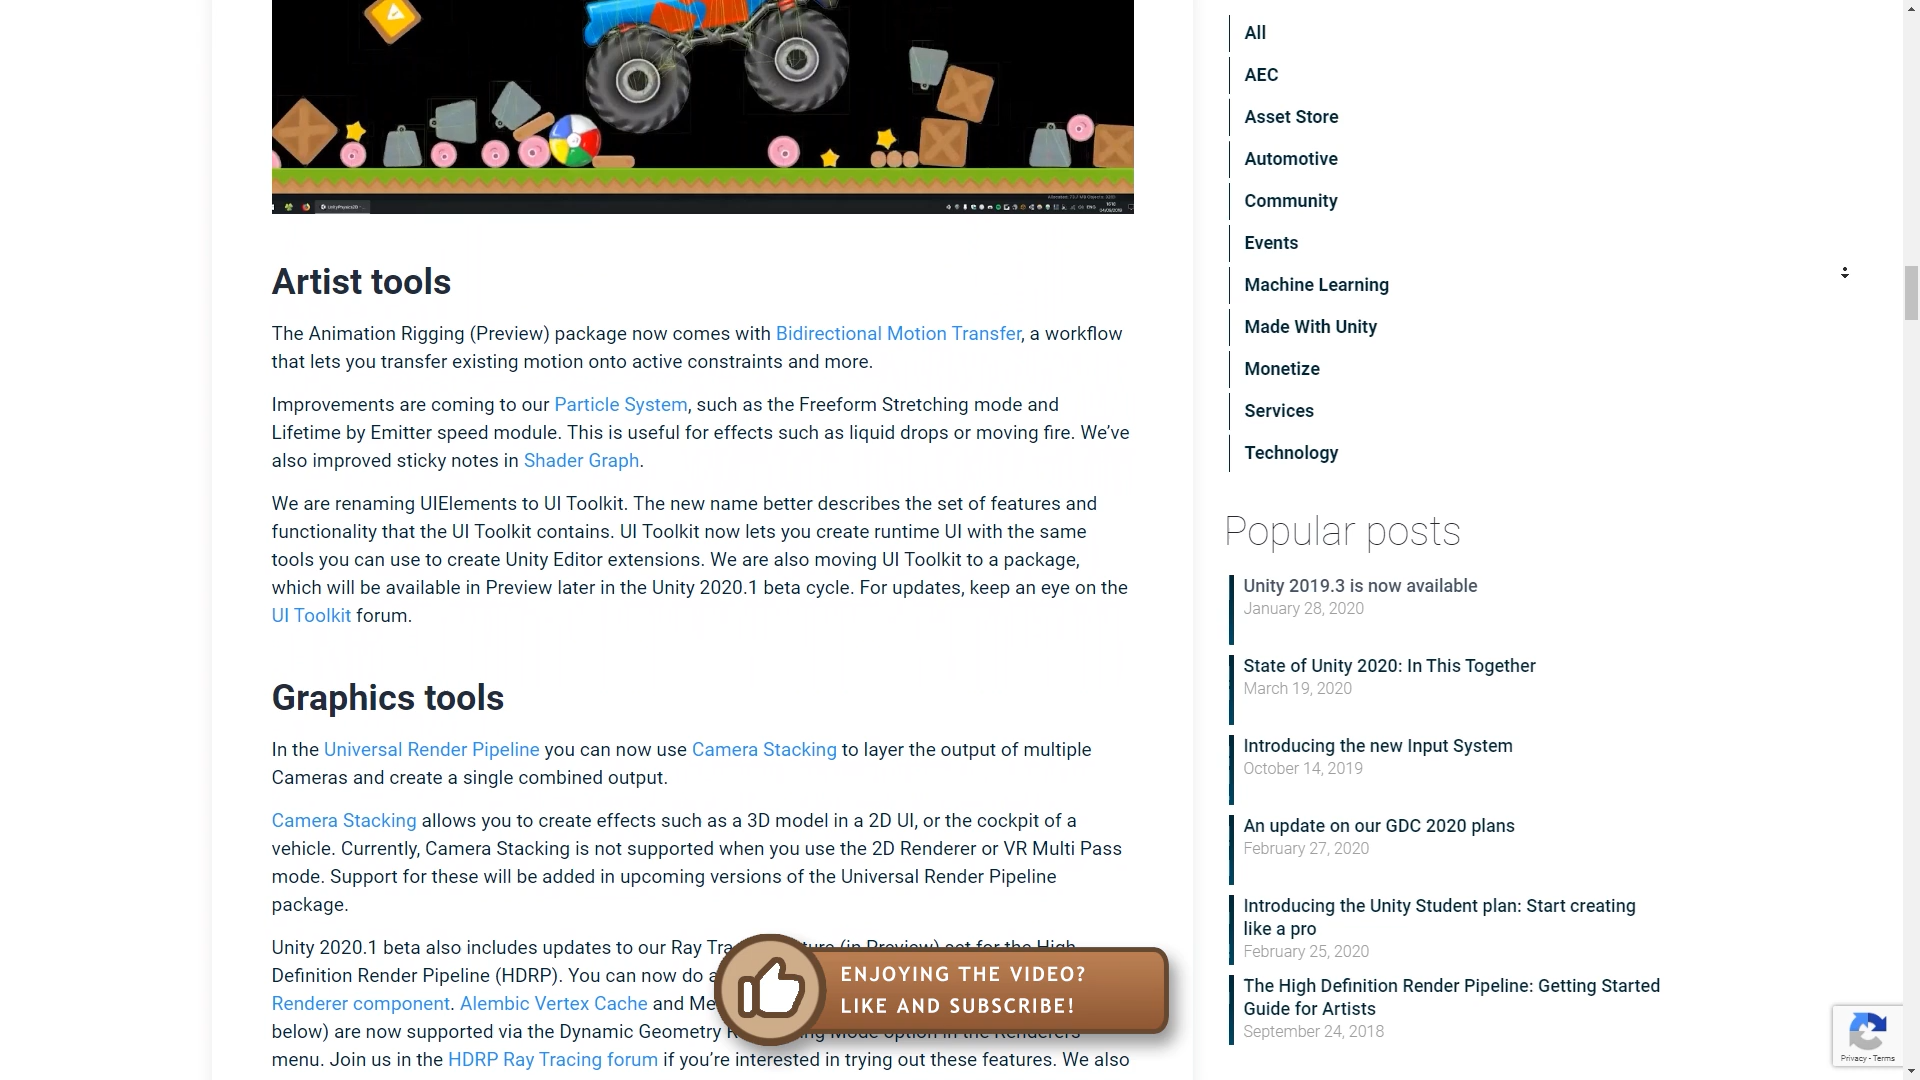 Artist tools
The Animation Rigging (Preview) package now comes with Bidirectional Motion Transfer, a workflow
that lets you transfer existing motion onto active constraints and more.
Improvements are coming to our Particle System, such as the Freeform Stretching mode and
Lifetime by Emitter speed module. This is useful for effects such as liquid drops or moving fire. We've
also improved sticky notes in Shader Graph.
We are renaming UIElements to UI Toolkit. The new name better describes the set of features and
functionality that the UI Toolkit contains. UI Toolkit now lets you create runtime UI with the same
tools you can use to create Unity Editor extensions. We are also moving UI Toolkit to a package,
which will be available in Preview later in the Unity 2020.1 beta cycle. For updates, keep an eye on the
UI Toolkit forum.
Graphics tools
In the Universal Render Pipeline you can now use Camera Stacking to layer the output of multiple
Cameras and create a single combined output.
Camera Stacking allows you to create effects such as a 3D model in a 2D UI, or the cockpit of a
vehicle. Currently, Camera Stacking is not supported when you use the 2D Renderer or VR Multi Pass
mode. Support for these will be added in upcoming versions of the Universal Render Pipeline
package.
Unity 2020.1 beta also includes updates to our Ray (in Preview) set for the High
Definition Render Pipeline (HDRP). You can now do
Renderer component. Alembic Vertex Cache and
below) are now supported via the Dynamic Geometry Mode option in the Renderers
menu. Join us in the HDRP Ray Tracing forum if you're interested in trying out these features. We also
ENJOYING THE VIDEO?
LIKE AND SUBSCRIBE!
All
AEC
Asset Store
Automotive
Community
Events
Machine Learning
Made With Unity
Monetize
Services
Technology
Popular posts
Unity 2019.3 is now available
January 28, 2020
State of Unity 2020: In This Together
March 19, 2020
Introducing the new Input System
October 14, 2019
An update on our GDC 2020 plans
February 27, 2020
Introducing the Unity Student plan: Start creating
like a pro
February 25, 2020
The High Definition Render Pipeline: Getting Started
Guide for Artists
September 24, 2018
Privacy - Terms